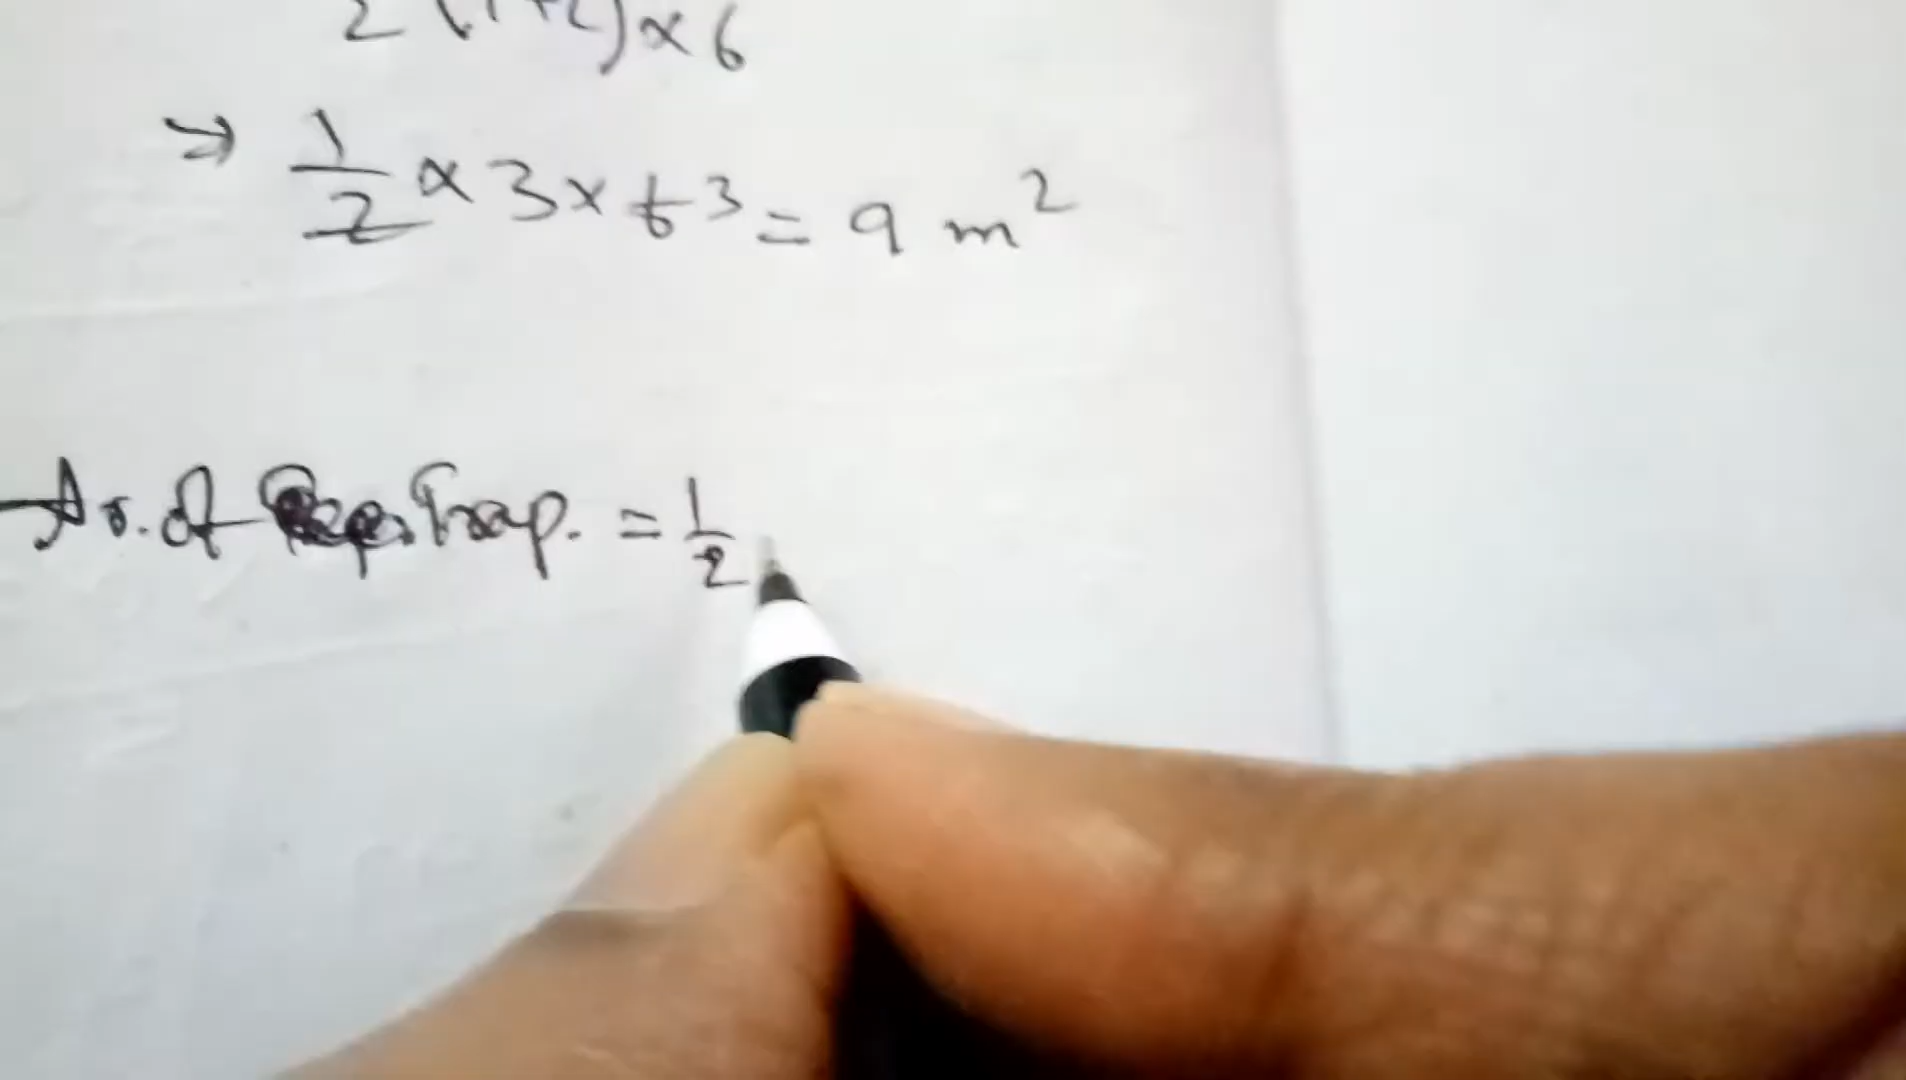 2 (1+2) × 6
→ 1/2 × 3 × 6 3 = 9 m²
Ar. of Trap. = 1/2